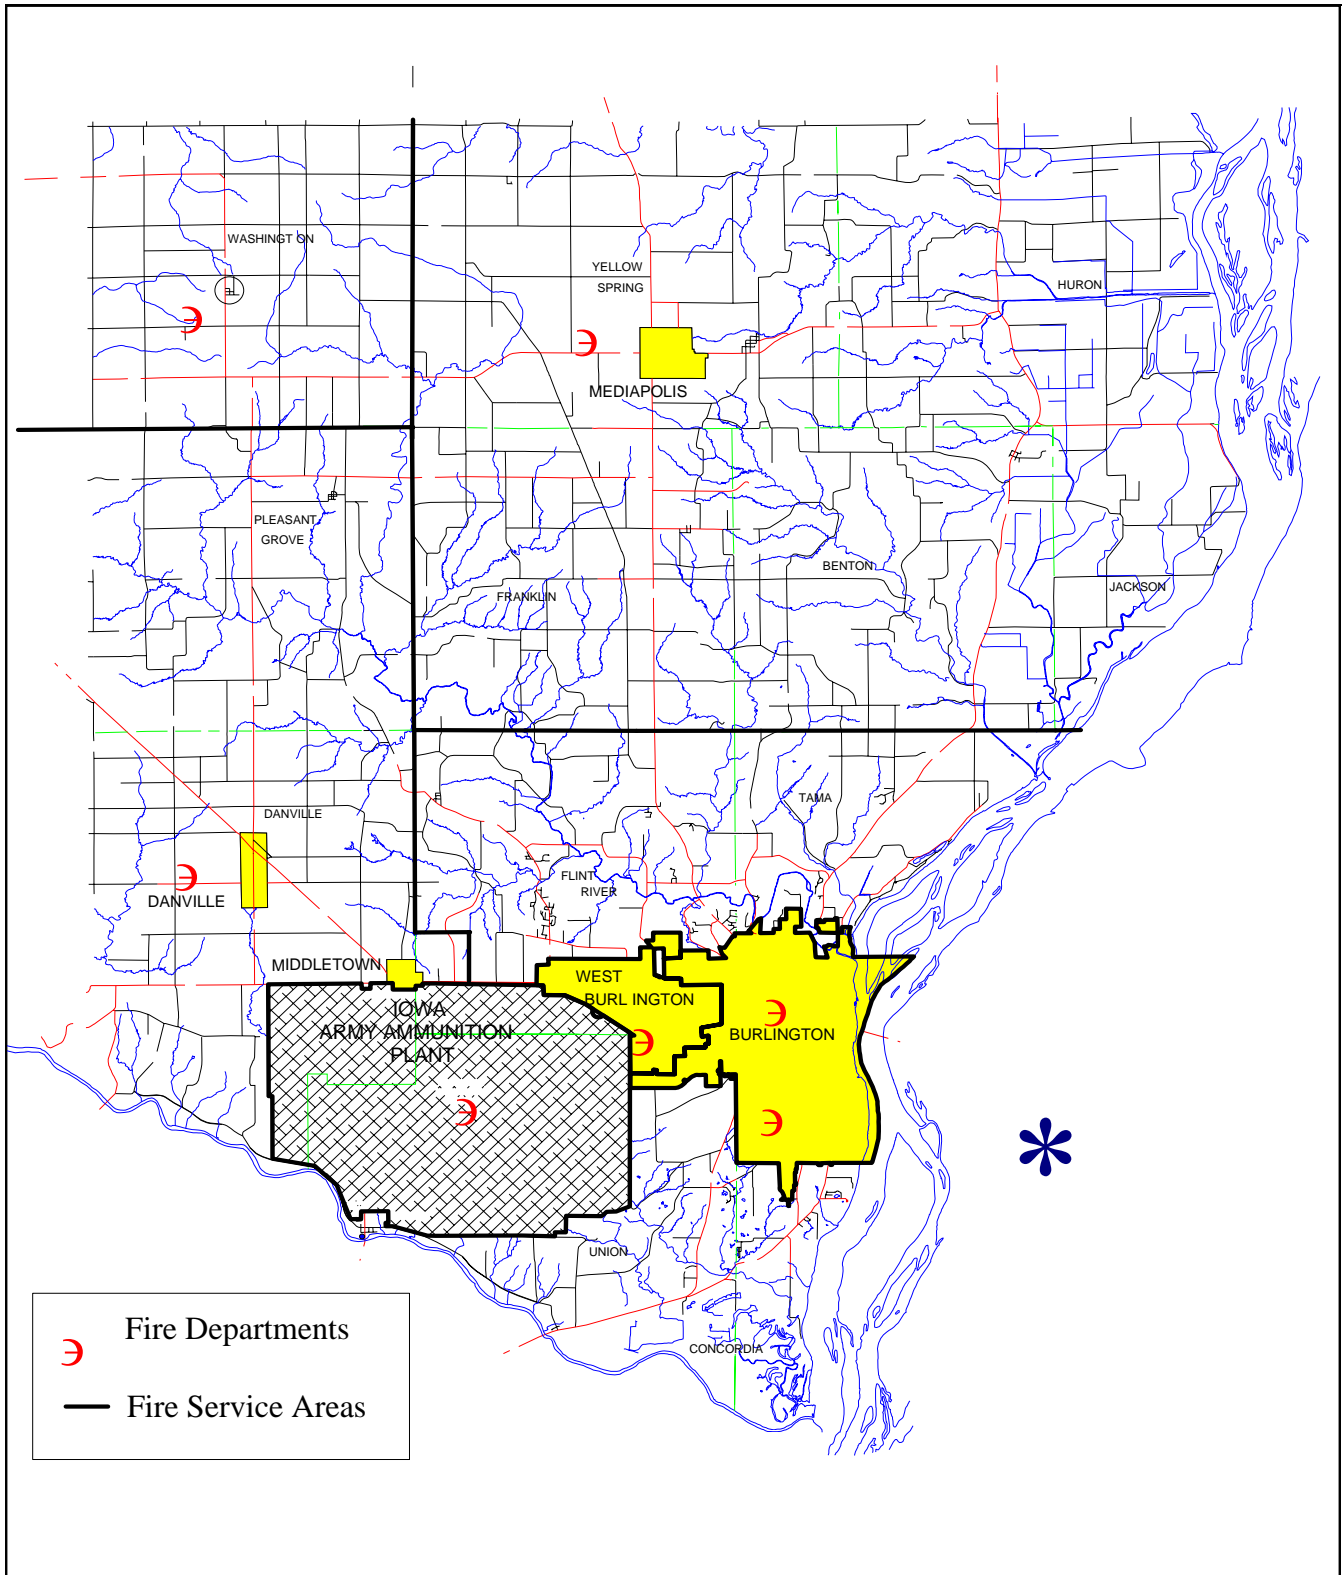 WASHINGT ON
YELLOW
SPRING
HURON
Э
Э
MEDIAPOLIS
PLEASANT
GROVE
BENTON
FRANKLIN
JACKSON
TAMA
DANVILLE
FLINT
RIVER
Э
DANVILLE
MIDDLETOWN
WEST
BURL INGTON
IOWA
ARMY AMMUNITION
PLANT
Э
BURLINGTON
Э
Э
Э
*
UNION
CONCORDIA
Fire Departments
Э
Fire Service Areas